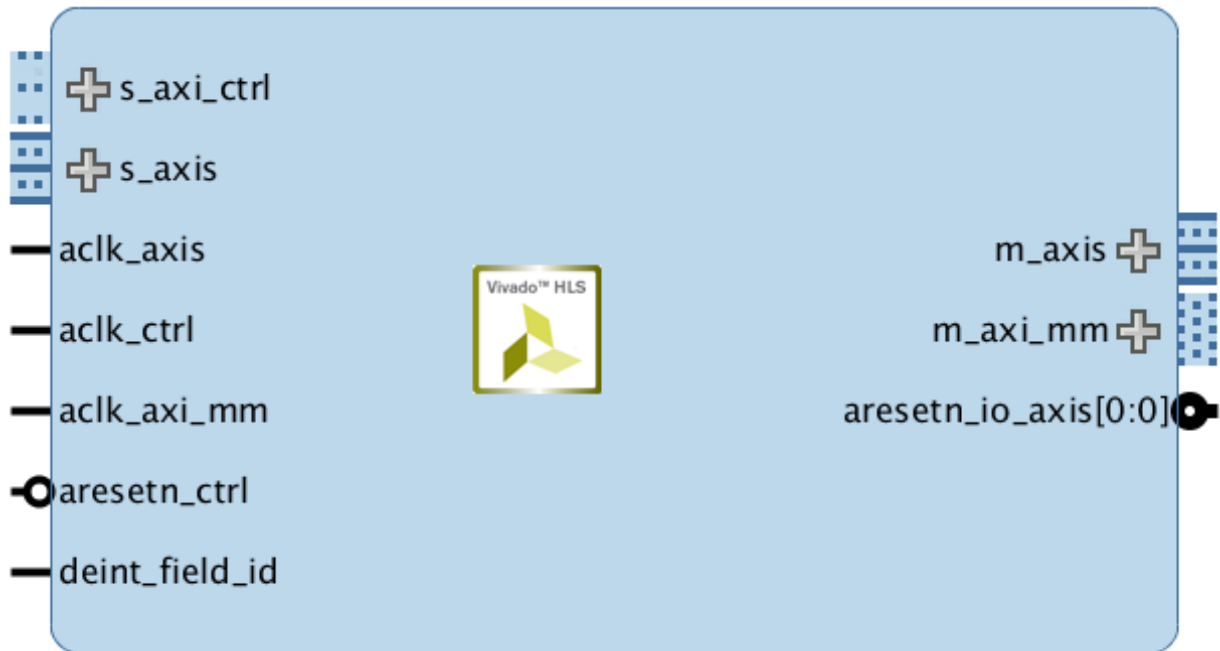 s_axi_ctrl
s_axis
aclk_axis
aclk_ctrl
aclk_axi_mm
aresetn_ctrl
deint_field_id
Vivado™ HLS
m_axis
m_axi_mm
aresetn_io_axis[0:0]